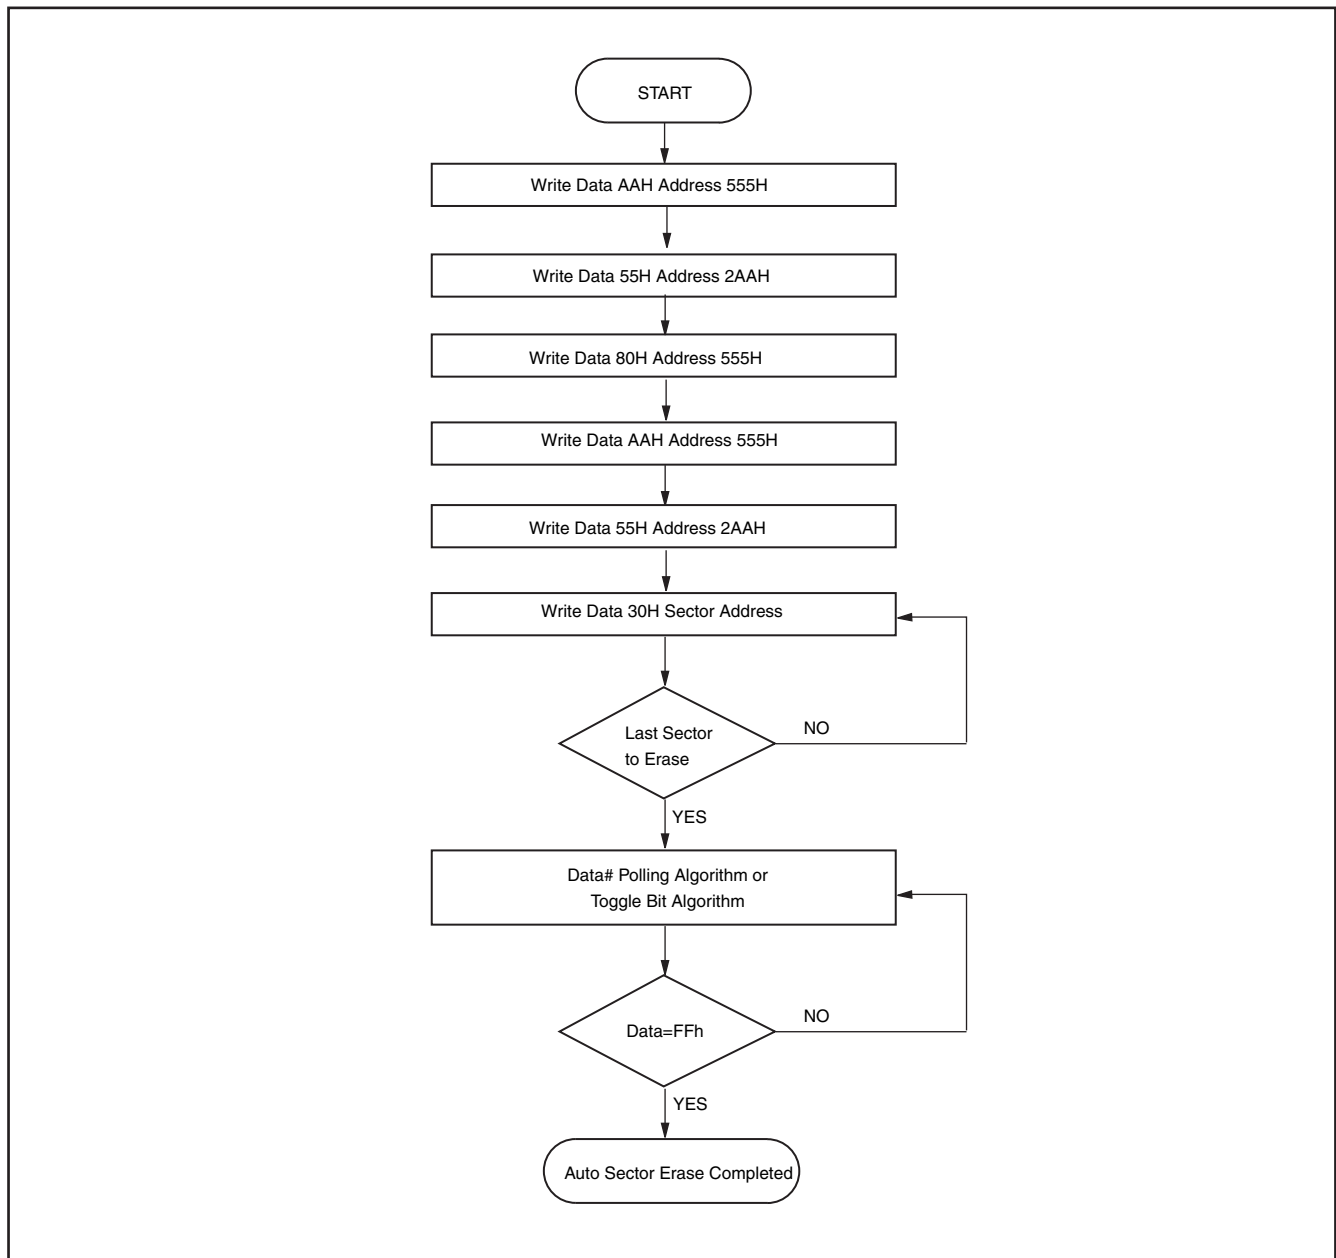 START
Write Data AAH Address 555H
Write Data 55H Address 2AAH
Write Data 80H Address 555H
Write Data AAH Address 555H
Write Data 55H Address 2AAH
Write Data 30H Sector Address
Last Sector
to Erase
NO
YES
Data# Polling Algorithm or
Toggle Bit Algorithm
Data=FFh
NO
YES
Auto Sector Erase Completed